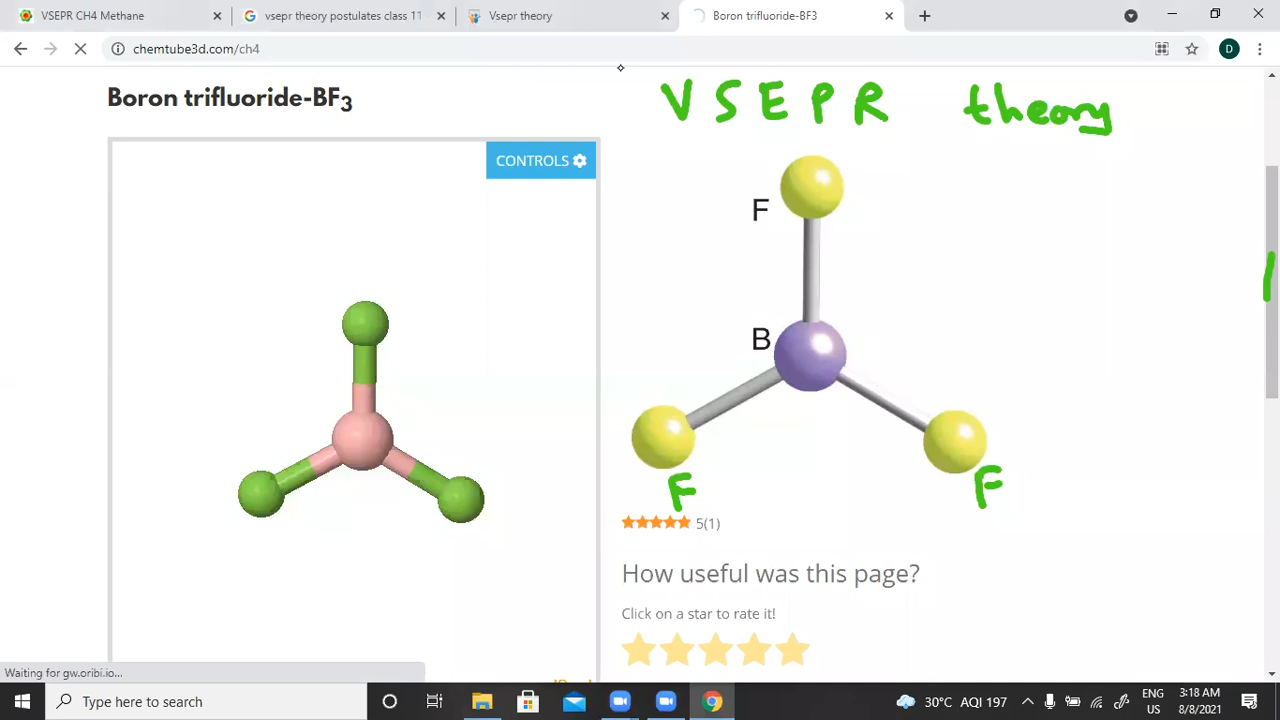 VSEPR CH4 Methane
vsepr theory postulates class 11
Vsepr theory
Boron trifluoride-BF3
chemtube3d.com/ch4
D
Boron trifluoride-BF3
V S E P R theory
CONTROLS
F
B
F
F
5(1)
How useful was this page?
Click on a star to rate it!
Waiting for gw.oribi.io...
Type here to search
30°C AQI 197
ENG
US
3:18 AM
8/8/2021